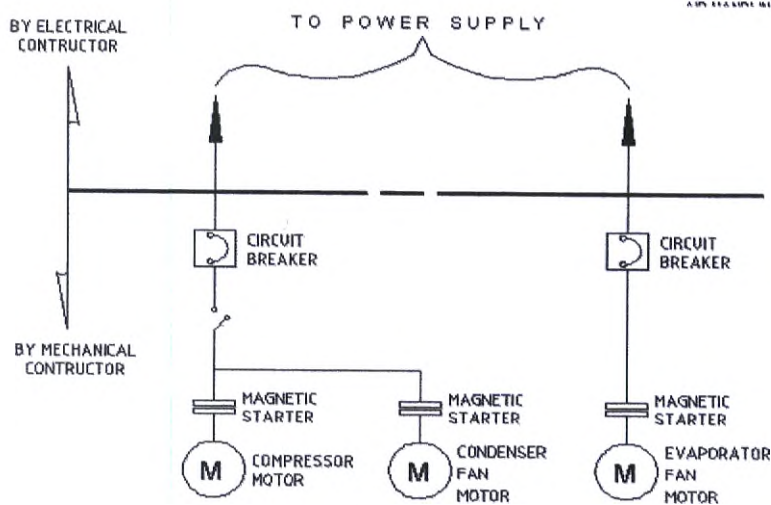 BY ELECTRICAL
CONTRUCTOR
TO POWER SUPPLY
CIRCUIT
BREAKER
CIRCUIT
BREAKER
BY MECHANICAL
CONTRUCTOR
MAGNETIC
STARTER
MAGNETIC
STARTER
MAGNETIC
STARTER
M
COMPRESSOR
MOTOR
M
CONDENSER
FAN
MOTOR
M
EVAPORATOR
FAN
MOTOR